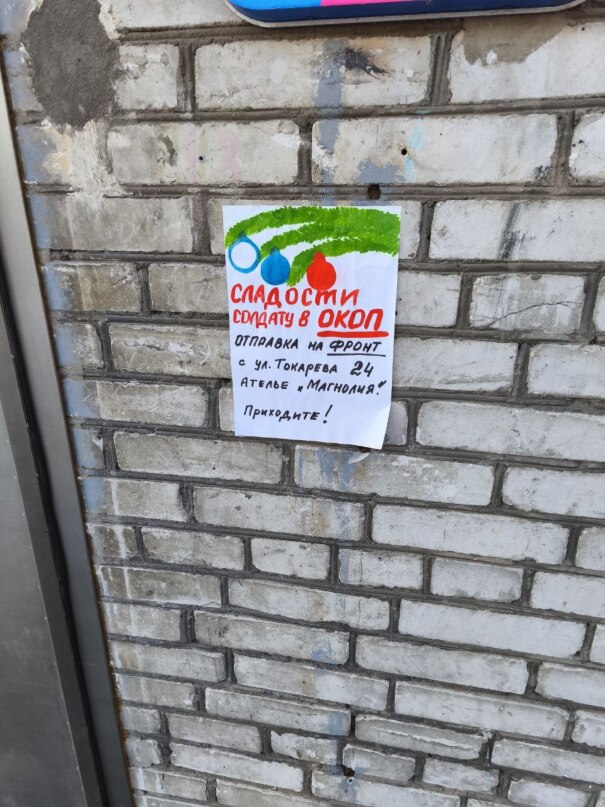 СЛАДОСТИ
СОЛДАТУ В ОКОП
ОТПРАВКА НА ФРОНТ
С УЛ. ТОКАРЕВА 24
АТЕЛЬЕ „МАГНОЛИЯ".
ПРИХОДИТЕ!